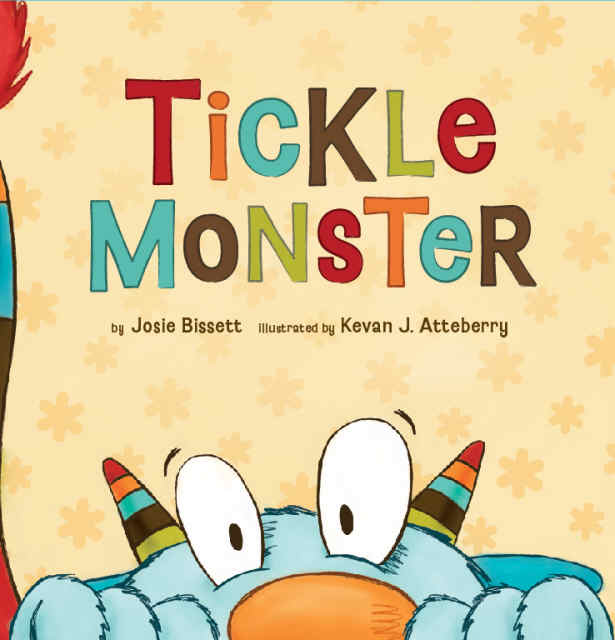 TicKLe
MoNsTeR
by Josie Bissett illustrated by Kevan J. Atteberry